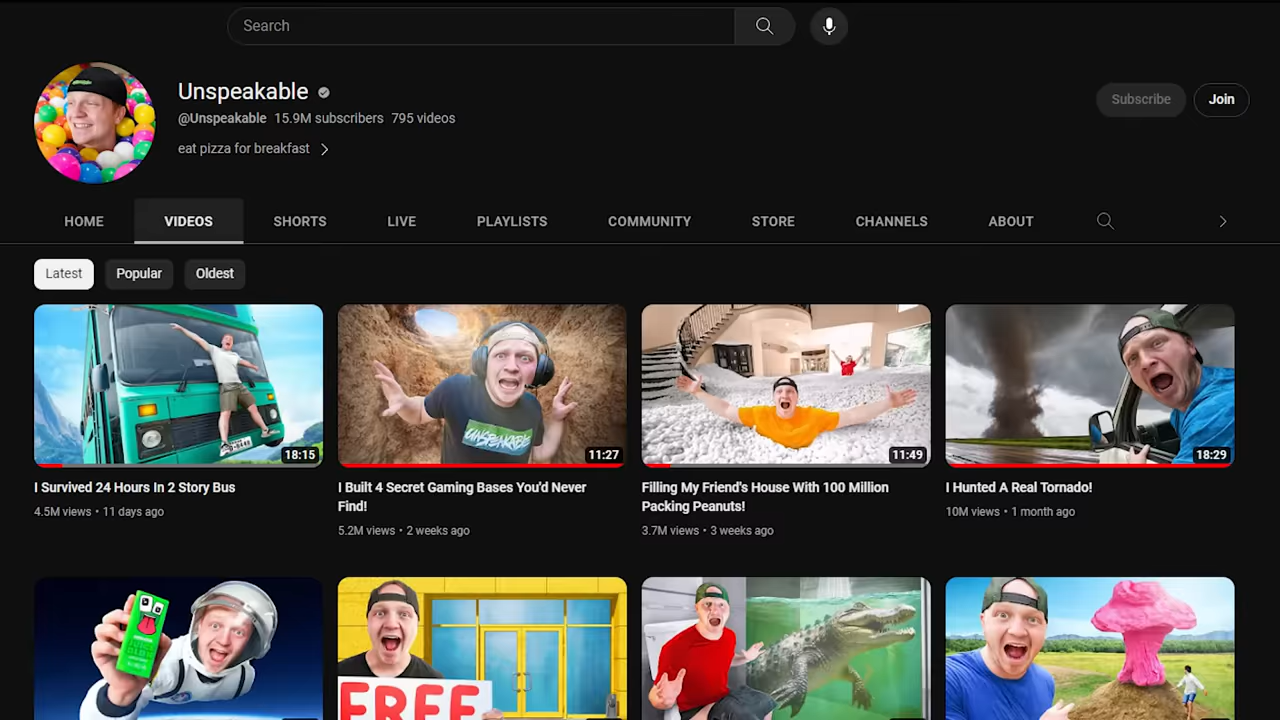 Search
Unspeakable
@Unspeakable 15.9M subscribers 795 videos
eat pizza for breakfast
Subscribe
Join
HOME VIDEOS SHORTS LIVE PLAYLISTS COMMUNITY STORE CHANNELS ABOUT
Latest Popular Oldest
UNSPEAKABLE
18:15
11:27
11:49
18:29
I Survived 24 Hours In 2 Story Bus
4.5M views • 11 days ago
I Built 4 Secret Gaming Bases You'd Never
Find!
5.2M views • 2 weeks ago
Filling My Friend's House With 100 Million
Packing Peanuts!
3.7M views • 3 weeks ago
I Hunted A Real Tornado!
10M views • 1 month ago
FREE